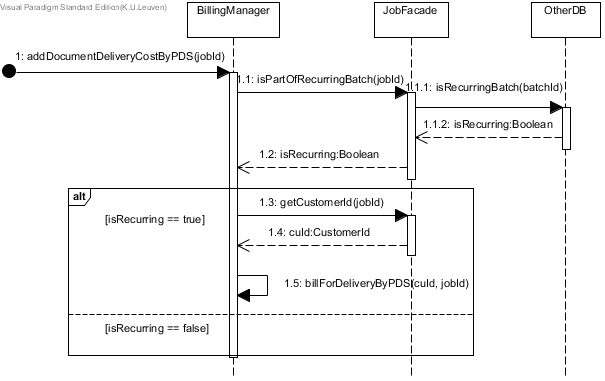 Visual Paradigm Standard Edition(K.U.Leuven)
BillingManager
JobFacade
OtherDB
1: addDocumentDeliveryCostByPDS(jobId)
1.1: isPartOfRecurringBatch(jobId)
1.1.1: isRecurringBatch(batchId)
1.1.2: isRecurring:Boolean
1.2: isRecurring:Boolean
alt
1.3: getCustomerId(jobId)
[isRecurring == true]
1.4: cuId:CustomerId
1.5: billForDeliveryByPDS(cuId, jobId)
[isRecurring == false]